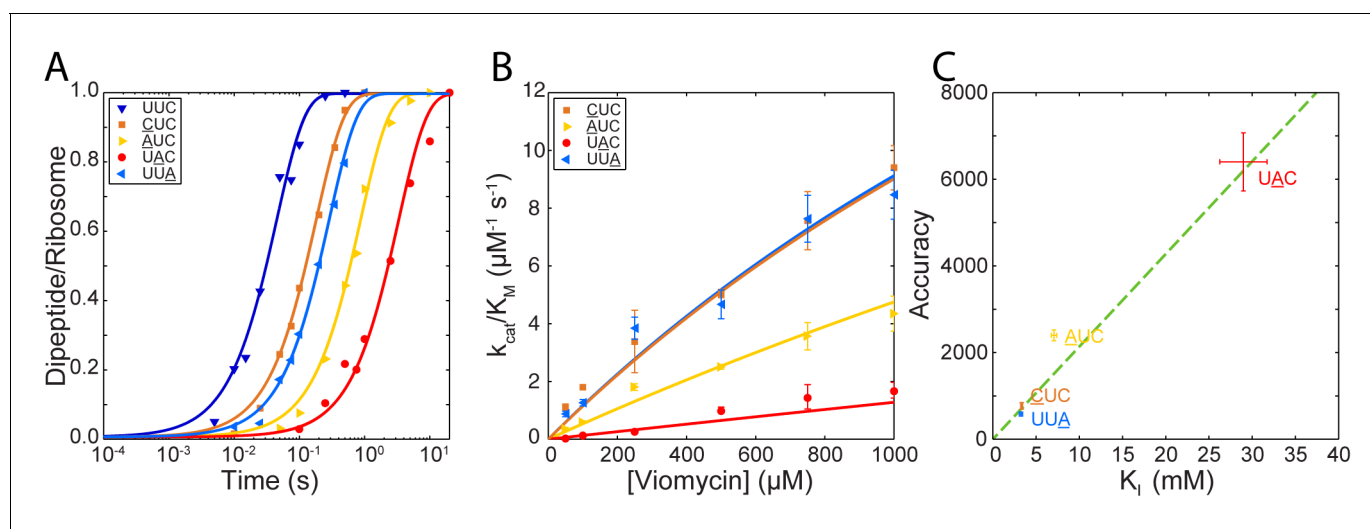 A
Dipeptide/Ribosome
1.0
0.8
0.6
0.4
0.2
0.0
UUC
CUC
AUC
UAC
UUA
10⁻⁴
10⁻³
10⁻²
10⁻¹
10⁰
10¹
Time (s)
B
k_cat/K_M (µM⁻¹ s⁻¹)
12
10
8
6
4
2
0
CUC
AUC
UAC
UUA
0
200
400
600
800
1000
[Viomycin] (µM)
C
Accuracy
8000
6000
4000
2000
0
UAC
AUC
CUC
UUA
0
5
10
15
20
25
30
35
40
K_I (mM)